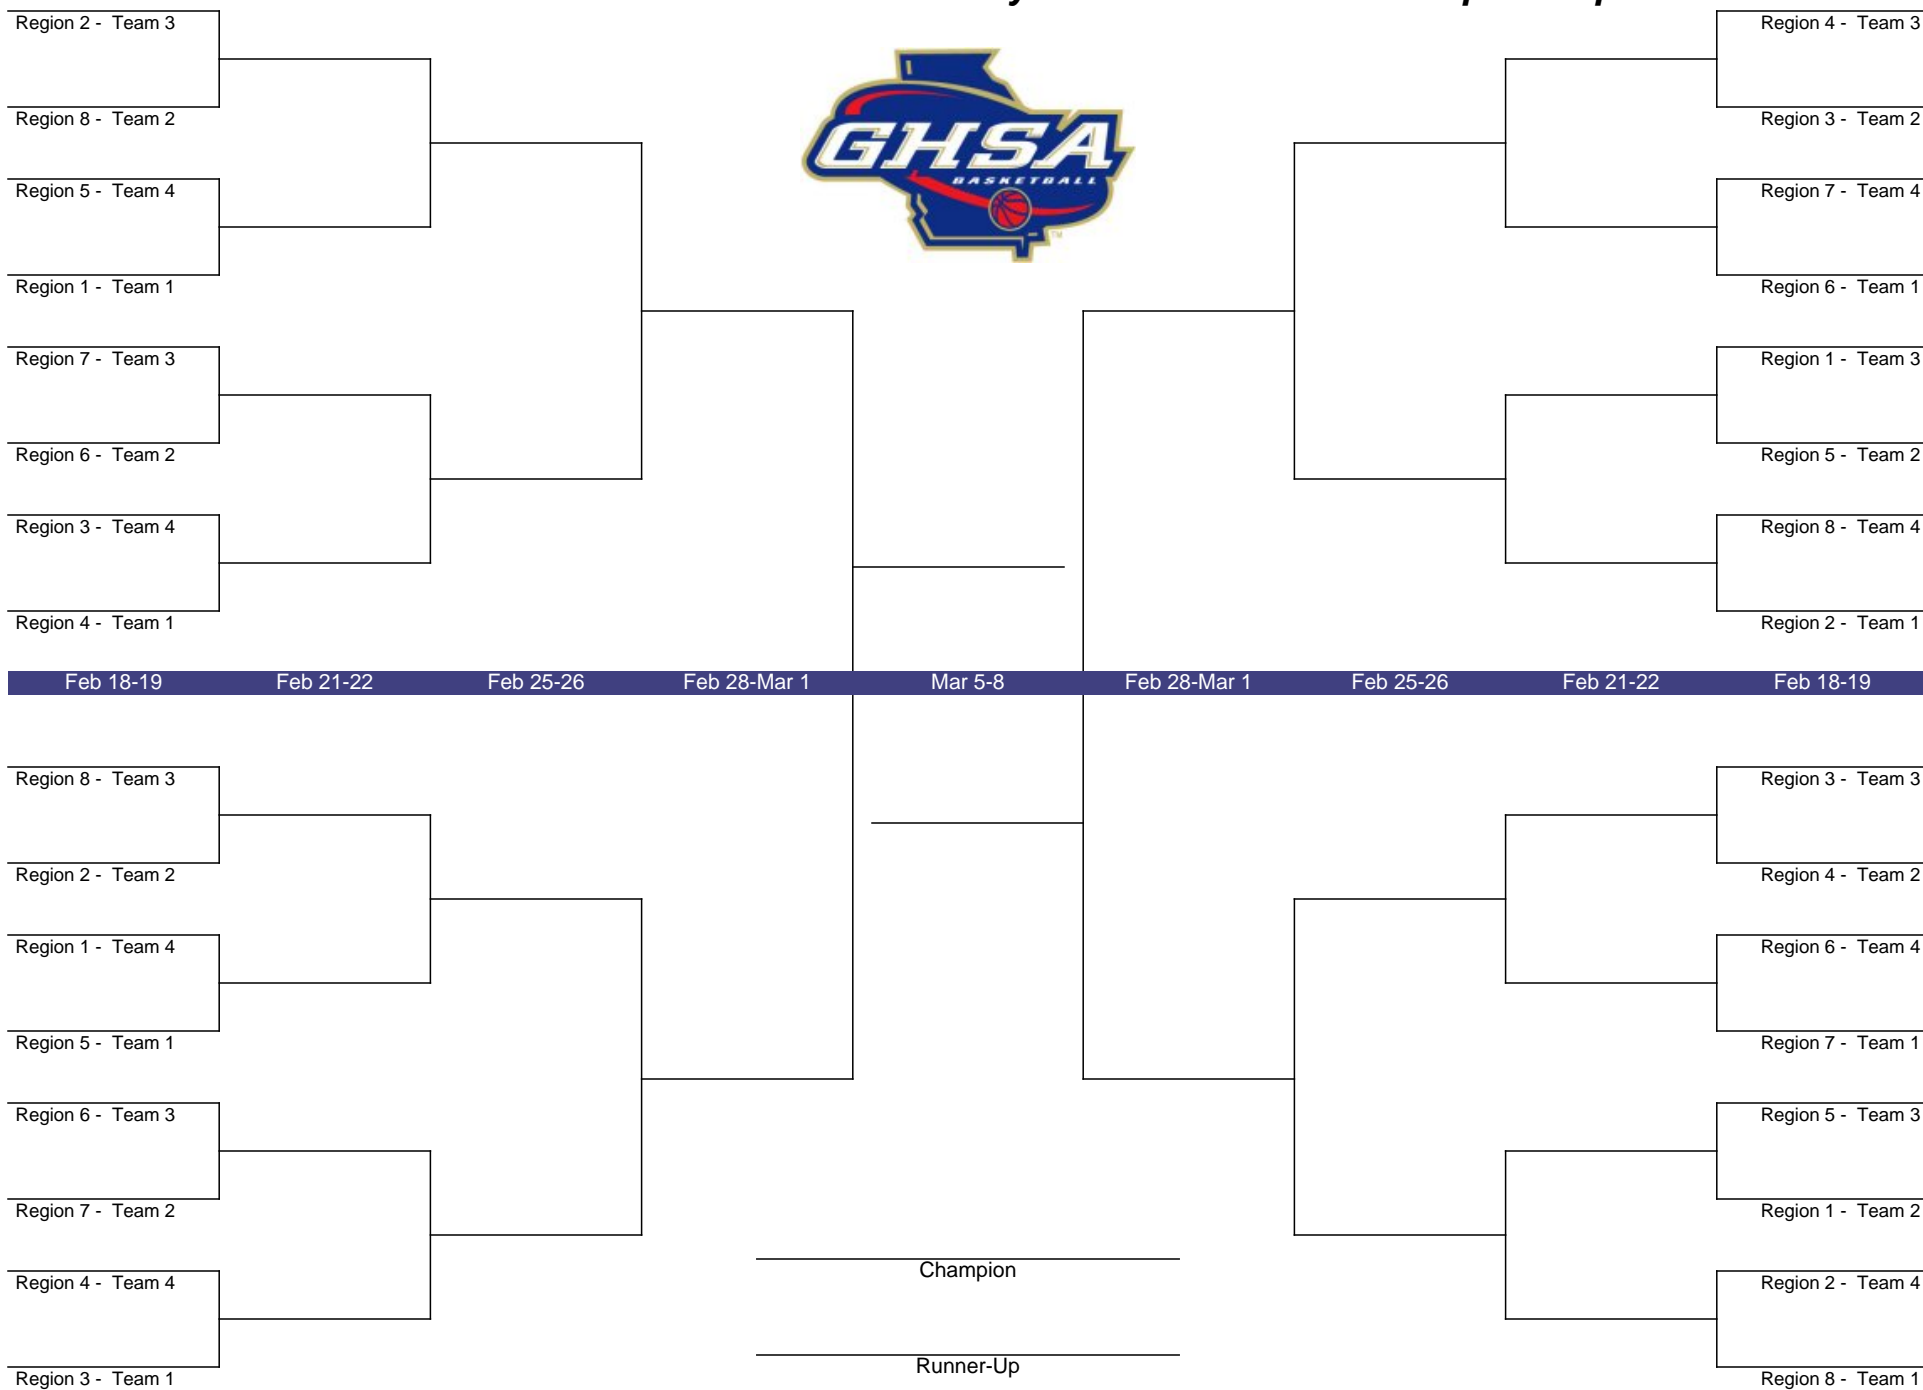 Region 2 - Team 3
Region 8 - Team 2
Region 5 - Team 4
Region 1 - Team 1
Region 7 - Team 3
Region 6 - Team 2
Region 3 - Team 4
Region 4 - Team 1
GHSA
BASKETBALL
TM
Region 4 - Team 3
Region 3 - Team 2
Region 7 - Team 4
Region 6 - Team 1
Region 1 - Team 3
Region 5 - Team 2
Region 8 - Team 4
Region 2 - Team 1
Feb 18-19 Feb 21-22 Feb 25-26 Feb 28-Mar 1 Mar 5-8 Feb 28-Mar 1 Feb 25-26 Feb 21-22 Feb 18-19
Region 8 - Team 3
Region 2 - Team 2
Region 1 - Team 4
Region 5 - Team 1
Region 6 - Team 3
Region 7 - Team 2
Region 4 - Team 4
Region 3 - Team 1
Champion
Runner-Up
Region 3 - Team 3
Region 4 - Team 2
Region 6 - Team 4
Region 7 - Team 1
Region 5 - Team 3
Region 1 - Team 2
Region 2 - Team 4
Region 8 - Team 1